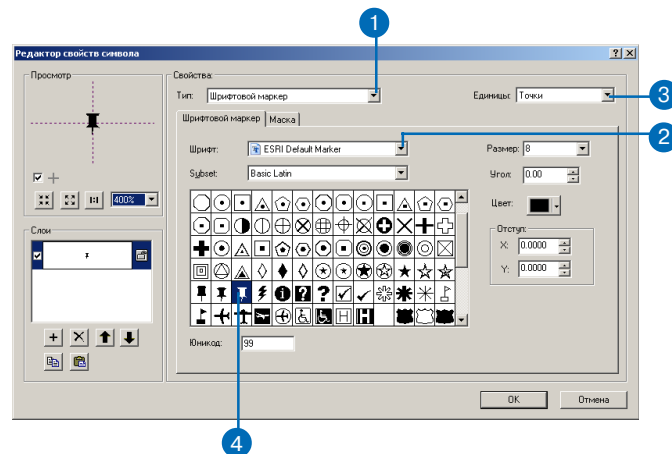 1
Редактор свойств символа
Просмотр
Свойства:
Тип: Шрифтовой маркер
Единицы: Точки
3
Шрифтовой маркер Маска
2
Шрифт: ESRI Default Marker
Размер: 8
Subset: Basic Latin
Угол: 0.00
1:1 400%
Цвет:
Слои
Отступ:
X: 0.0000
Y: 0.0000
Юникод: 99
OK Отмена
4